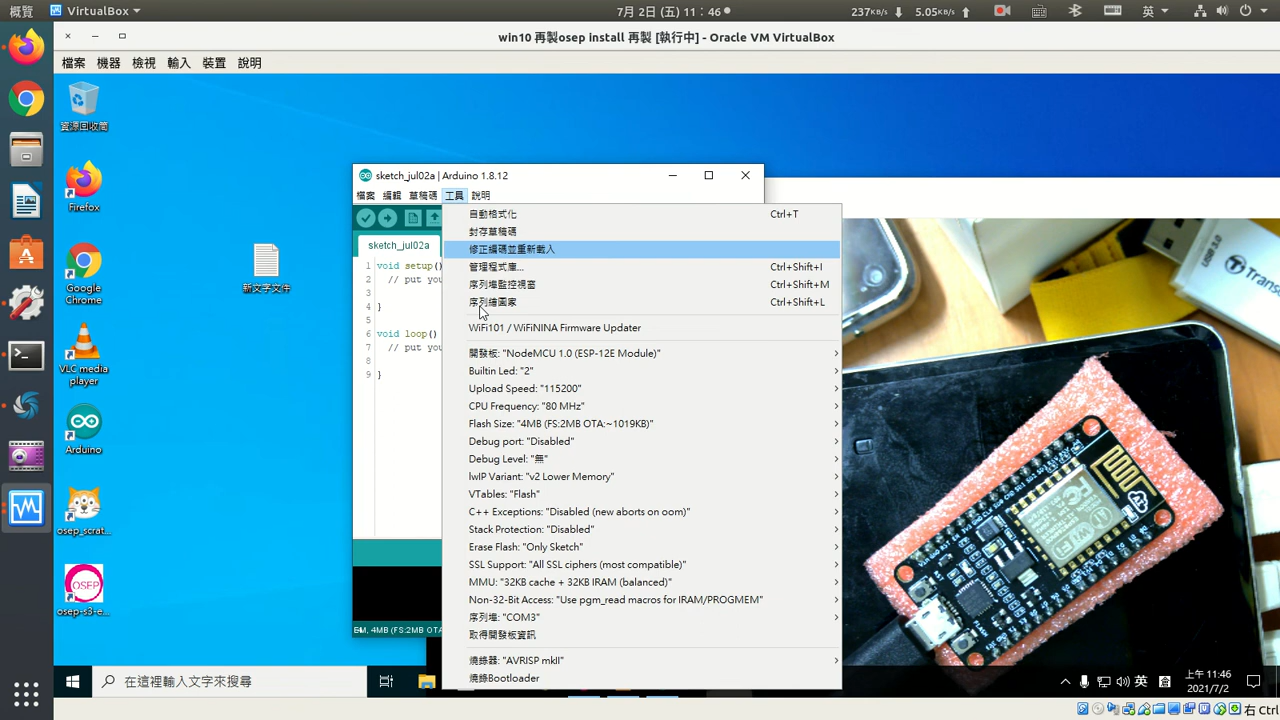 概覽
VirtualBox
7月 2日(五) 11：46
237KB/s
5.05KB/s
英
win10 再製osep install 再製 [執行中] - Oracle VM VirtualBox
檔案 機器 檢視 輸入 裝置 說明
資源回收筒
Firefox
Google Chrome
VLC media player
Arduino
osep_scrat...
osep-s3-e...
新文字文件
sketch_jul02a | Arduino 1.8.12
檔案 編輯 草稿碼 工具 說明
sketch_jul02a
1 void setup()
2 // put you
3
4 }
5
6 void loop()
7 // put you
8
9 }
自動格式化 Ctrl+T
封存草稿碼
修正編碼並重新載入
管理程式庫... Ctrl+Shift+I
序列埠監控視窗 Ctrl+Shift+M
序列繪圖家 Ctrl+Shift+L
WiFi101 / WiFiNINA Firmware Updater
開發板: "NodeMCU 1.0 (ESP-12E Module)"
Builtin Led: "2"
Upload Speed: "115200"
CPU Frequency: "80 MHz"
Flash Size: "4MB (FS:2MB OTA:~1019KB)"
Debug port: "Disabled"
Debug Level: "無"
lwIP Variant: "v2 Lower Memory"
VTables: "Flash"
C++ Exceptions: "Disabled (new aborts on oom)"
Stack Protection: "Disabled"
Erase Flash: "Only Sketch"
SSL Support: "All SSL ciphers (most compatible)"
MMU: "32KB cache + 32KB IRAM (balanced)"
Non-32-Bit Access: "Use pgm_read macros for IRAM/PROGMEM"
序列埠: "COM3"
取得開發板資訊
燒錄器: "AVRISP mkII"
燒錄Bootloader
4MB (FS:2MB OTA
Transc
在這裡輸入文字來搜尋
英
上午 11:46
2021/7/2
右 Ctrl